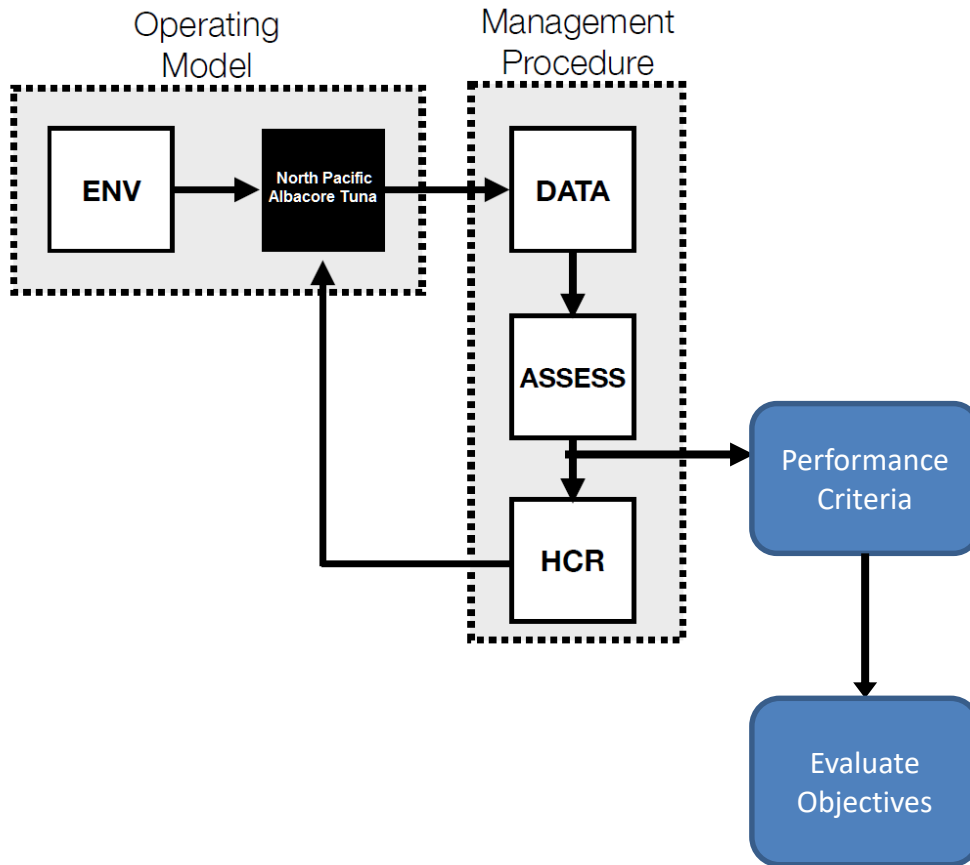 Operating
Model
Management
Procedure
ENV
North Pacific
Albacore Tuna
DATA
ASSESS
HCR
Performance
Criteria
Evaluate
Objectives